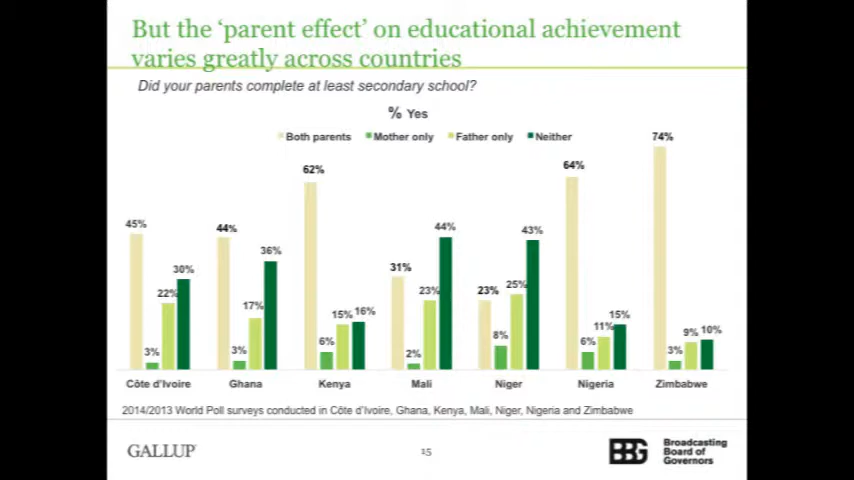 But the ‘parent effect’ on educational achievement
varies greatly across countries
Did your parents complete at least secondary school?
% Yes
Both parents Mother only Father only Neither
45% 3% 22% 30%
44% 3% 17% 36%
62% 6% 15% 16%
31% 2% 23% 44%
23% 8% 25% 43%
64% 6% 11% 15%
74% 3% 9% 10%
Côte d'Ivoire Ghana Kenya Mali Niger Nigeria Zimbabwe
2014/2013 World Poll surveys conducted in Côte d'Ivoire, Ghana, Kenya, Mali, Niger, Nigeria and Zimbabwe
GALLUP
15
BBG
Broadcasting
Board of
Governors